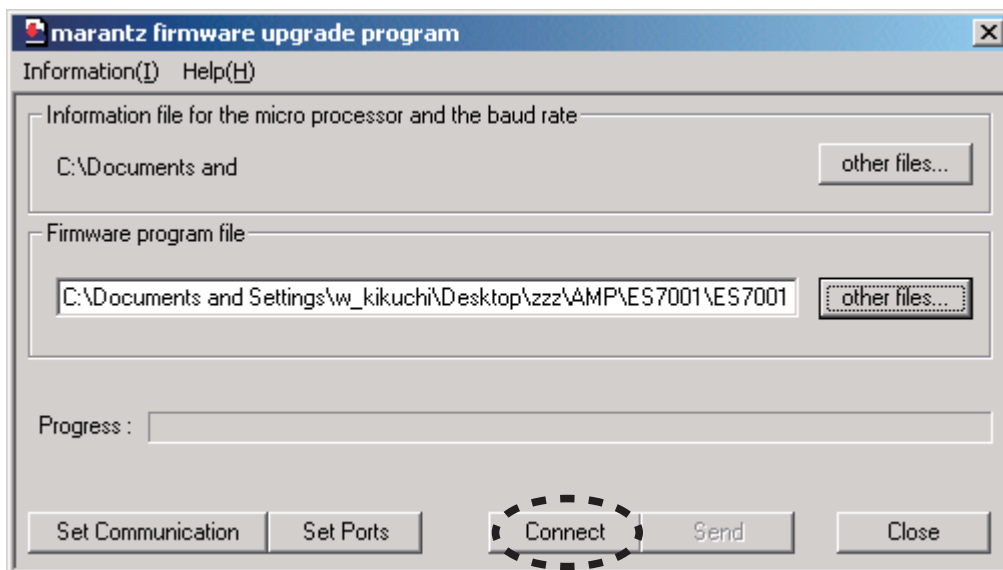 marantz firmware upgrade program
Information(I) Help(H)
Information file for the micro processor and the baud rate
C:\Documents and
other files...
Firmware program file
C:\Documents and Settings\w_kikuchi\Desktop\zzz\AMP\ES7001\ES7001
other files...
Progress :
Set Communication
Set Ports
Connect
Send
Close